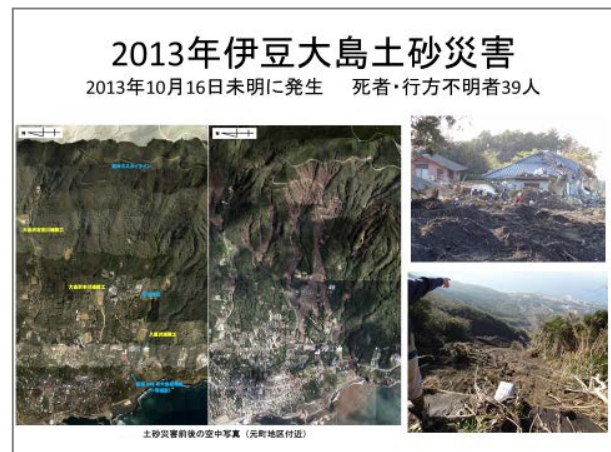 2013年伊豆大島土砂災害
2013年10月16日未明に発生　死者・行方不明者39人
土砂災害前後の空中写真（元町地区付近）